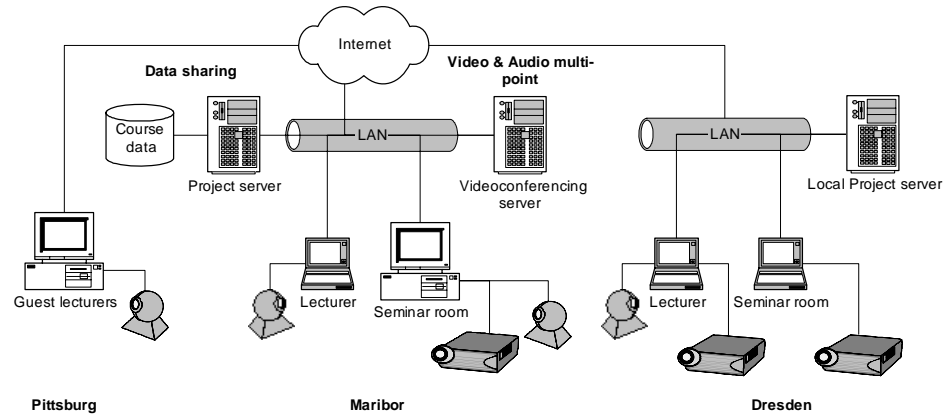 Internet
Data sharing
Video & Audio multi-
point
Course
data
LAN
LAN
Project server
Videoconferencing
server
Local Project server
Guest lecturers
Lecturer
Seminar room
Lecturer
Seminar room
Pittsburg
Maribor
Dresden